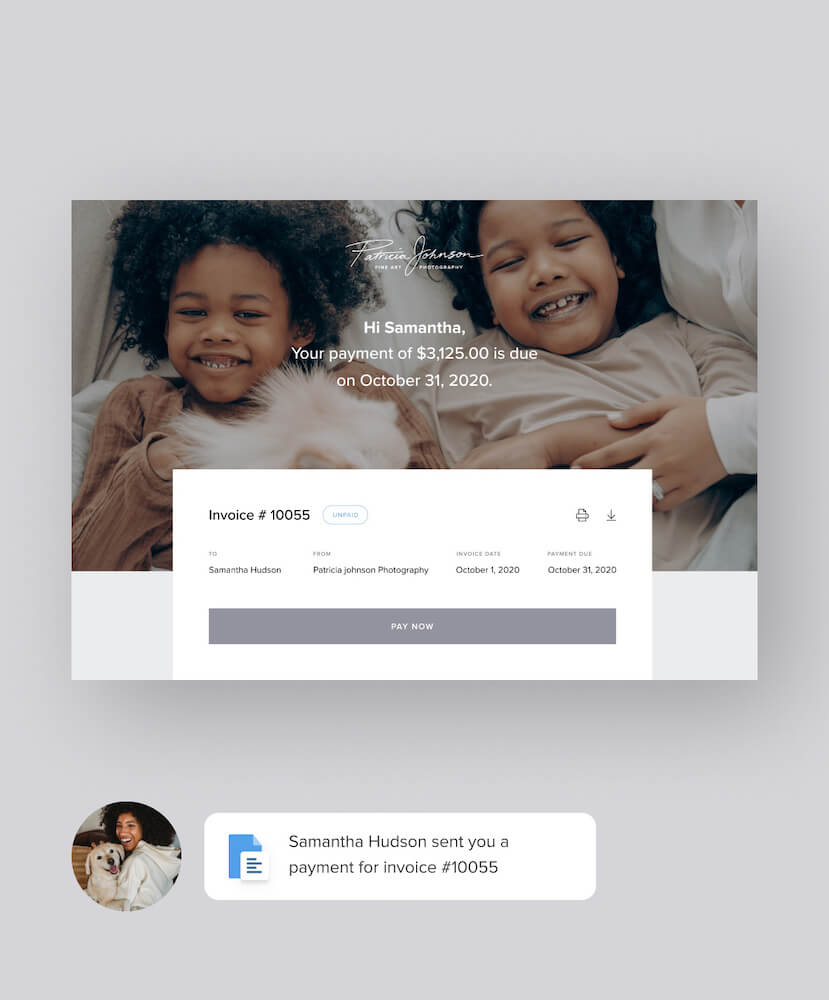 Patricia Johnson
FINE ART PHOTOGRAPHY
Hi Samantha,
Your payment of $3,125.00 is due
on October 31, 2020.
Invoice # 10055 UNPAID
TO FROM INVOICE DATE PAYMENT DUE
Samantha Hudson Patricia johnson Photography October 1, 2020 October 31, 2020
PAY NOW
Samantha Hudson sent you a
payment for invoice #10055